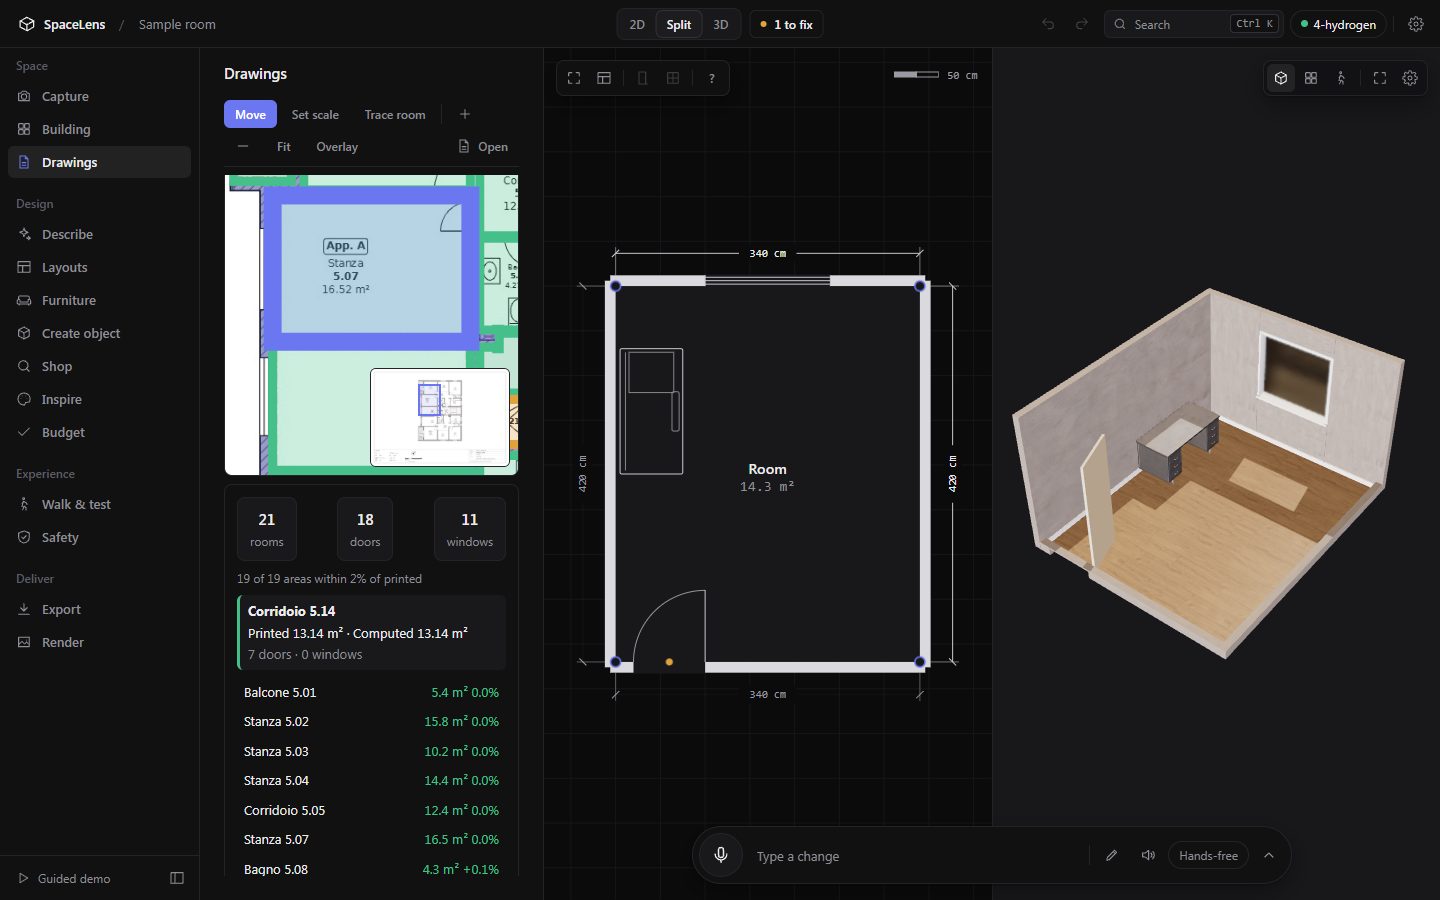 SpaceLens / Sample room
2D Split 3D
1 to fix
Search Ctrl K
4-hydrogen
Space
Capture
Building
Drawings
Design
Describe
Layouts
Furniture
Create object
Shop
Inspire
Budget
Experience
Walk & test
Safety
Deliver
Export
Render
Guided demo
Drawings
Move Set scale Trace room
Fit Overlay Open
App. A
Stanza
5.07
16.52 m²
Co
12
21 18 11
rooms doors windows
19 of 19 areas within 2% of printed
Corridoio 5.14
Printed 13.14 m² · Computed 13.14 m²
7 doors · 0 windows
Balcone 5.01 5.4 m² 0.0%
Stanza 5.02 15.8 m² 0.0%
Stanza 5.03 10.2 m² 0.0%
Stanza 5.04 14.4 m² 0.0%
Corridoio 5.05 12.4 m² 0.0%
Stanza 5.07 16.5 m² 0.0%
Bagno 5.08 4.3 m² +0.1%
?
50 cm
340 cm
420 cm
Room
14.3 m²
420 cm
340 cm
Type a change
Hands-free